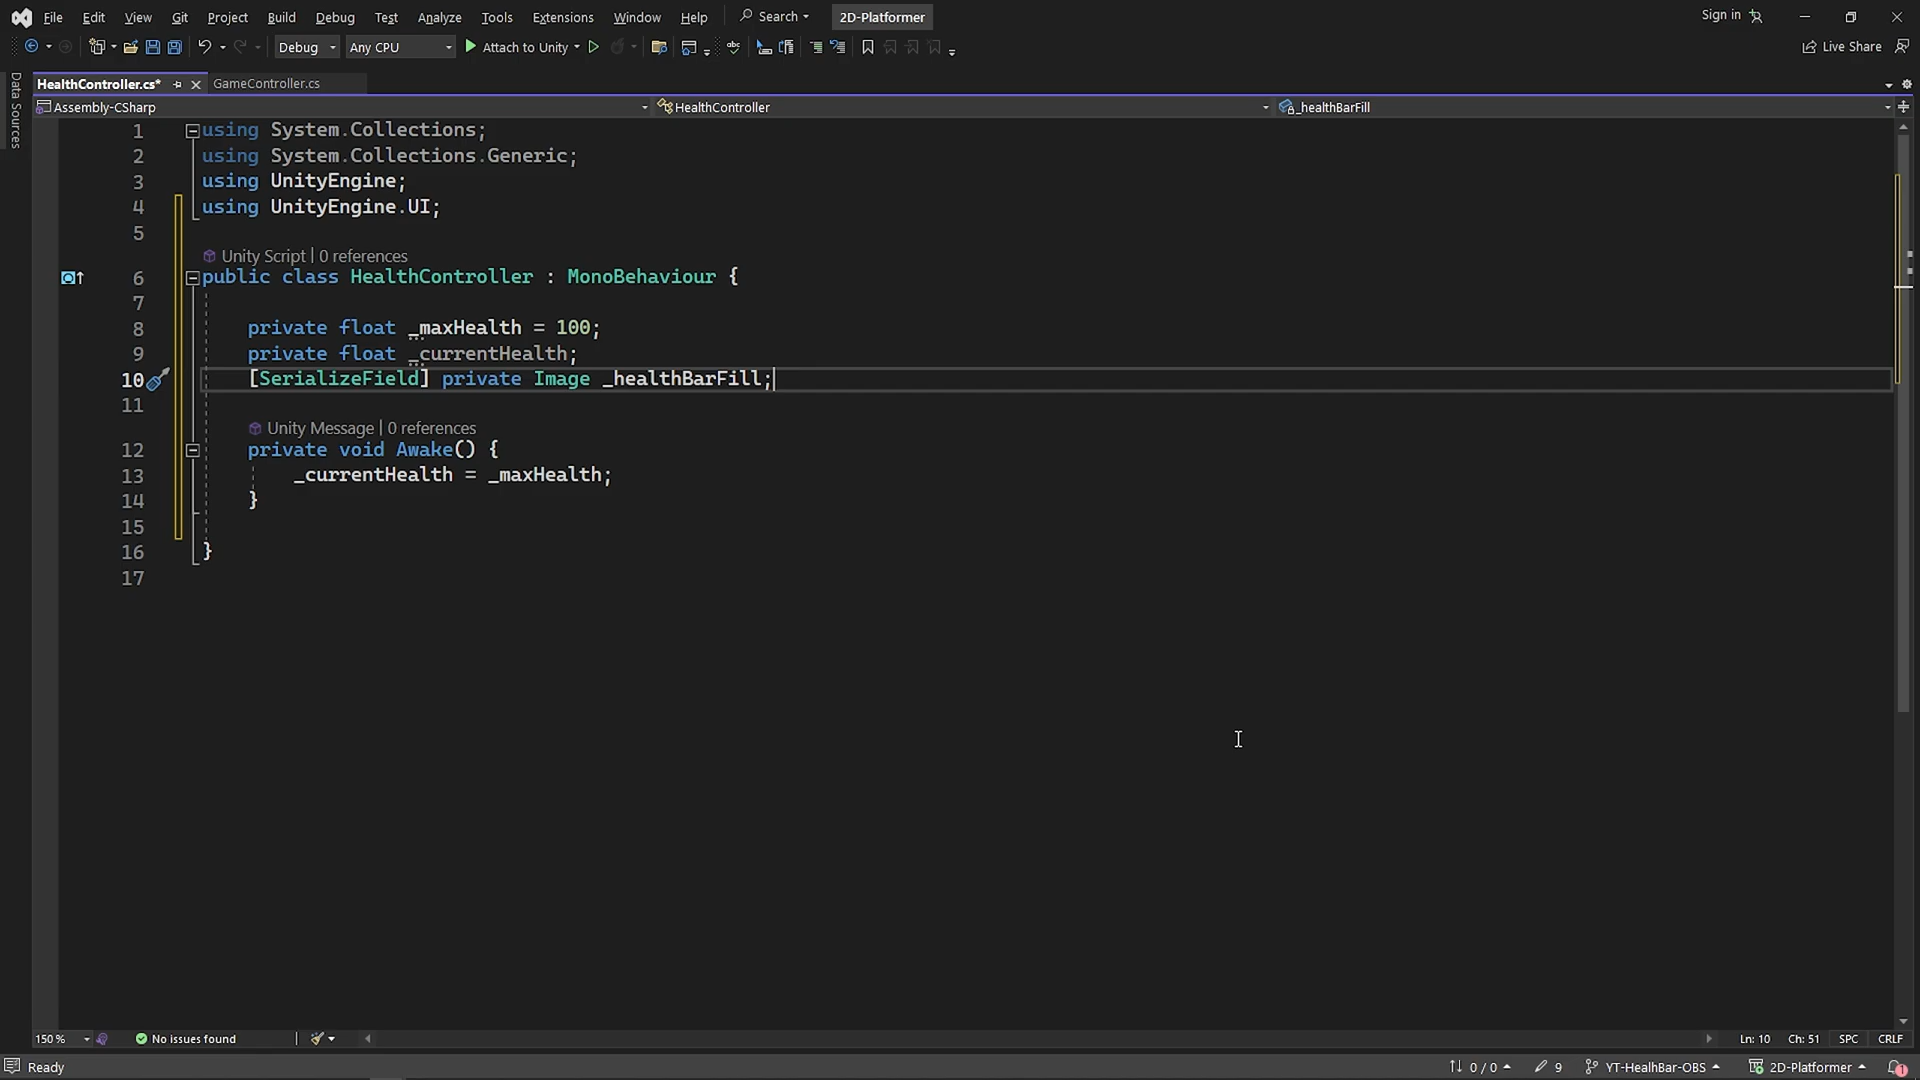 File Edit View Git Project Build Debug Test Analyze Tools Extensions Window Help Search 2D-Platformer Sign in
Debug Any CPU Attach to Unity Live Share
Data Sources
HealthController.cs* GameController.cs
Assembly-CSharp HealthController _healthBarFill
1 using System.Collections;
2 using System.Collections.Generic;
3 using UnityEngine;
4 using UnityEngine.UI;
5
Unity Script | 0 references
6 public class HealthController : MonoBehaviour {
7
8 private float _maxHealth = 100;
9 private float _currentHealth;
10 [SerializeField] private Image _healthBarFill;
11
Unity Message | 0 references
12 private void Awake() {
13 _currentHealth = _maxHealth;
14 }
15
16 }
17
150 % No issues found Ln: 10 Ch: 51 SPC CRLF
Ready 0 / 0 9 YT-HealhBar-OBS 2D-Platformer 1